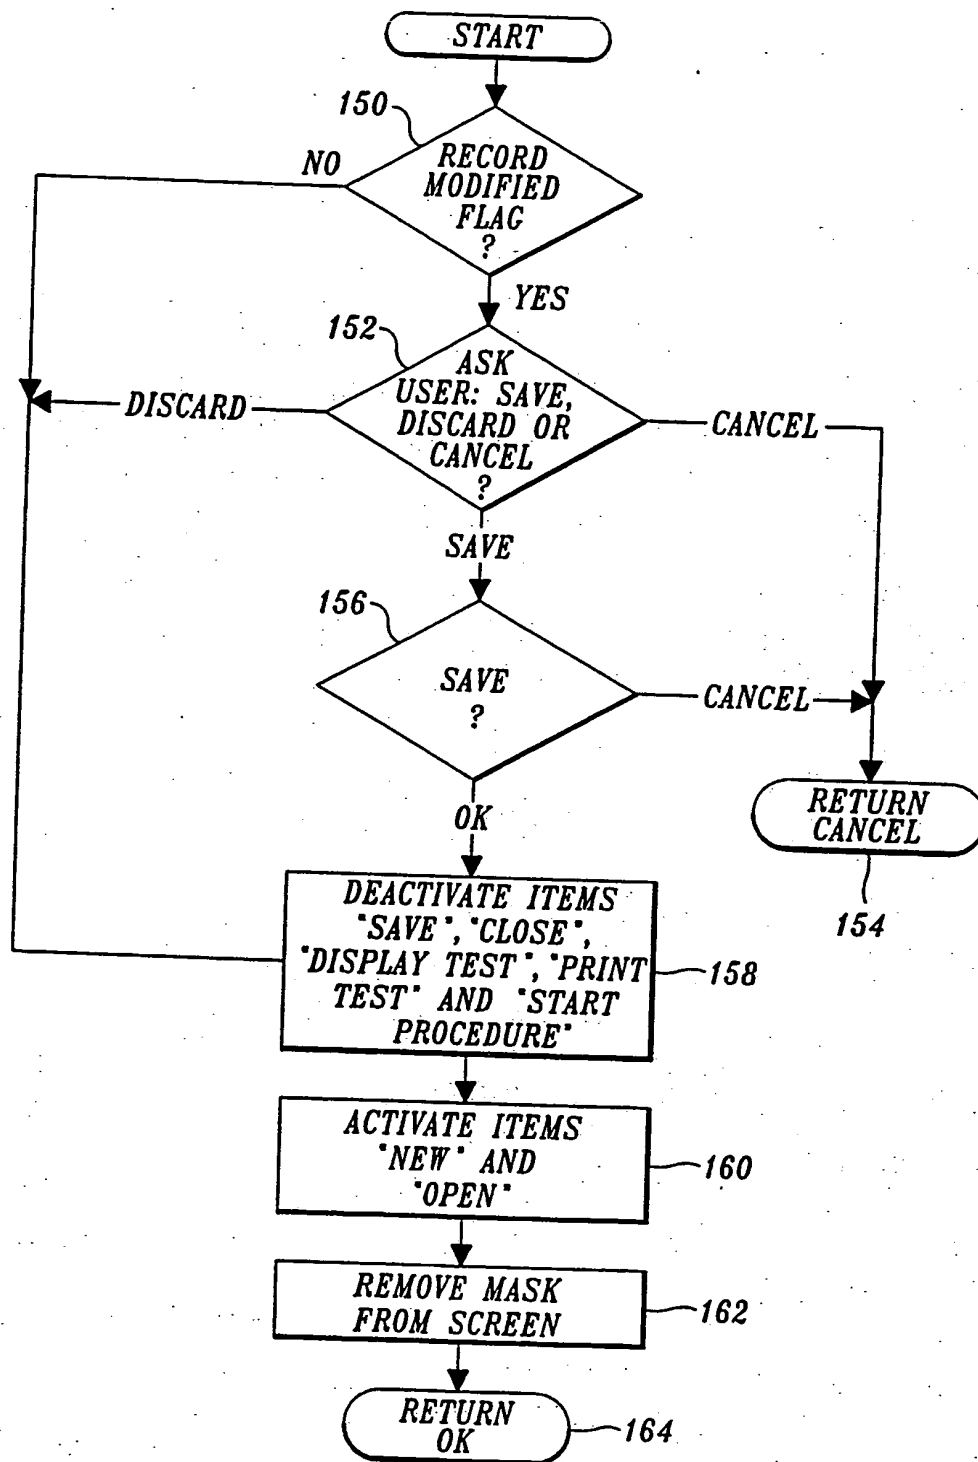 START
150
NO
RECORD
MODIFIED
FLAG
?
YES
152
ASK
USER: SAVE,
DISCARD OR
CANCEL
?
DISCARD
CANCEL
SAVE
156
SAVE
?
CANCEL
OK
RETURN
CANCEL
154
DEACTIVATE ITEMS
"SAVE", "CLOSE",
"DISPLAY TEST", "PRINT
TEST" AND "START
PROCEDURE"
158
ACTIVATE ITEMS
"NEW" AND
"OPEN"
160
REMOVE MASK
FROM SCREEN
162
RETURN
OK
164